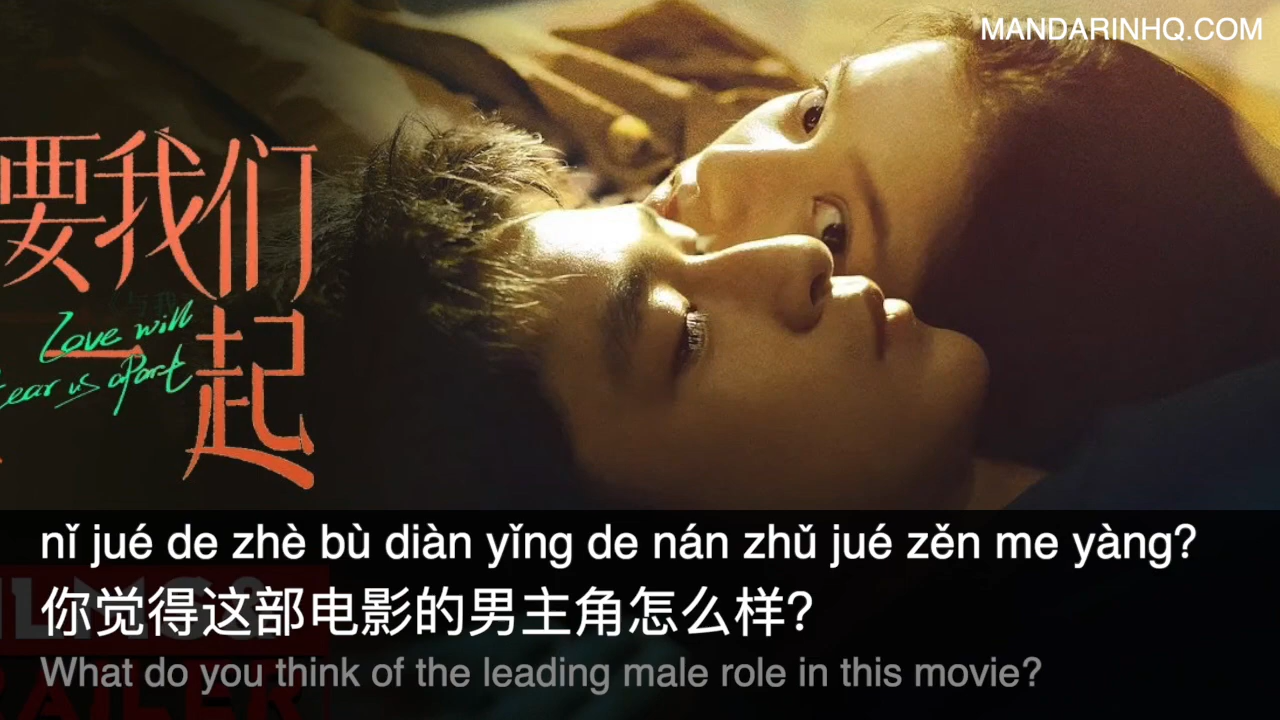 MANDARINHQ.COM
要我们
Love will
tear us apart
一起
nǐ jué de zhè bù diàn yǐng de nán zhǔ jué zěn me yàng?
你觉得这部电影的男主角怎么样?
What do you think of the leading male role in this movie?